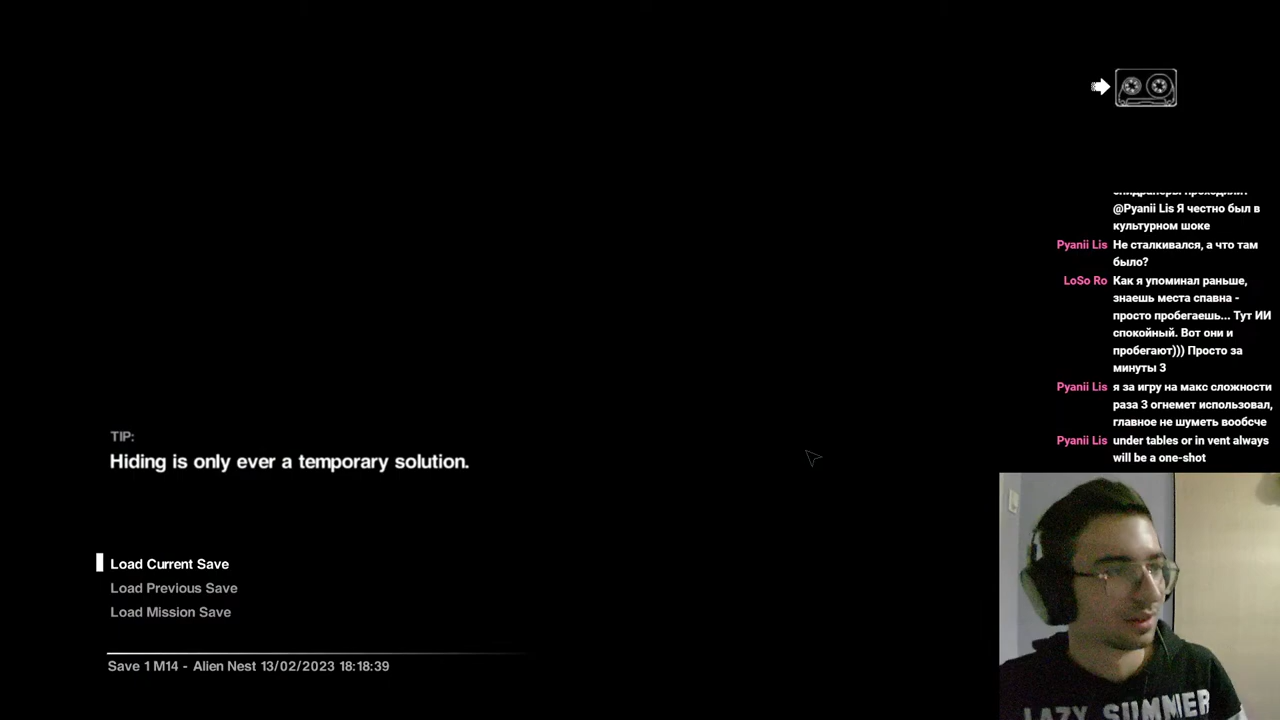 @Pyanii Lis Я честно был в
культурном шоке
Pyanii Lis Не сталкивался, а что там
было?
LoSo Ro Как я упоминал раньше,
знаешь места спавна -
просто пробегаешь... Тут ИИ
спокойный. Вот они и
пробегают))) Просто за
минуты 3
Pyanii Lis я за игру на макс сложности
раза 3 огнемет использовал,
главное не шуметь вообсче
Pyanii Lis under tables or in vent always
will be a one-shot
TIP:
Hiding is only ever a temporary solution.
Load Current Save
Load Previous Save
Load Mission Save
Save 1 M14 - Alien Nest 13/02/2023 18:18:39
LAZY SUMMER